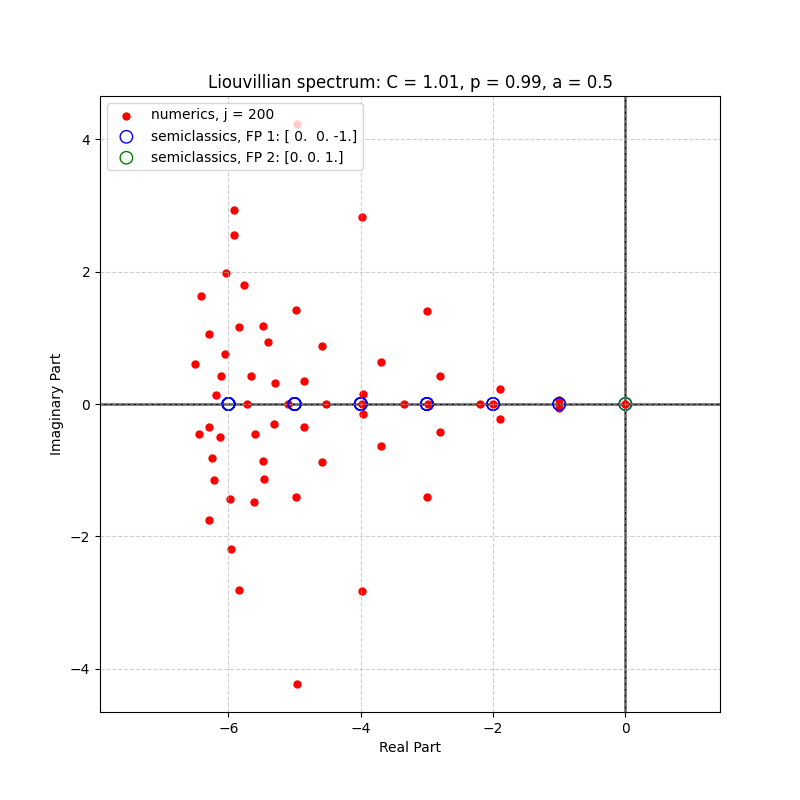 Liouvillian spectrum: C = 1.01, p = 0.99, a = 0.5
numerics, j = 200
semiclassics, FP 1: [ 0.  0. -1.]
semiclassics, FP 2: [0. 0. 1.]
4
2
0
−2
−4
Imaginary Part
−6
−4
−2
0
Real Part